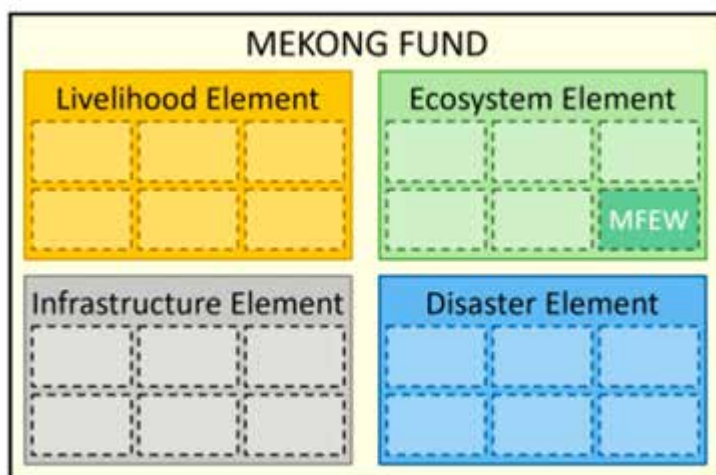 MEKONG FUND
Livelihood Element
Ecosystem Element
MFEW
Infrastructure Element
Disaster Element